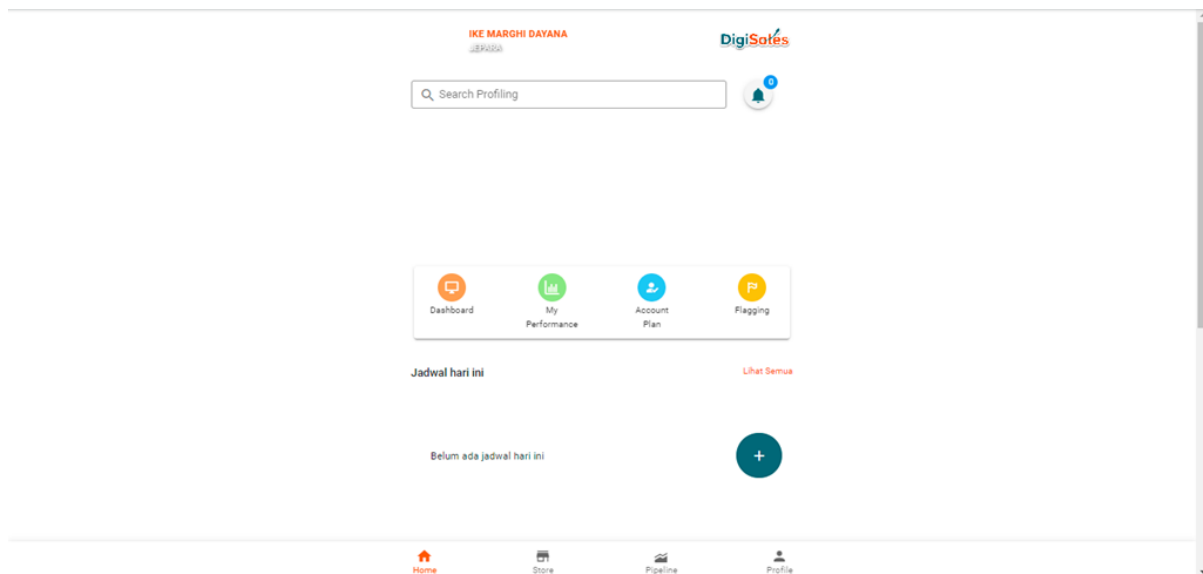 IKE MARGHI DAYANA
JEPARA
DigiSales
Search Profiling
0
Dashboard
My
Performance
Account
Plan
Flagging
Jadwal hari ini
Lihat Semua
Belum ada jadwal hari ini
+
Home
Store
Pipeline
Profile